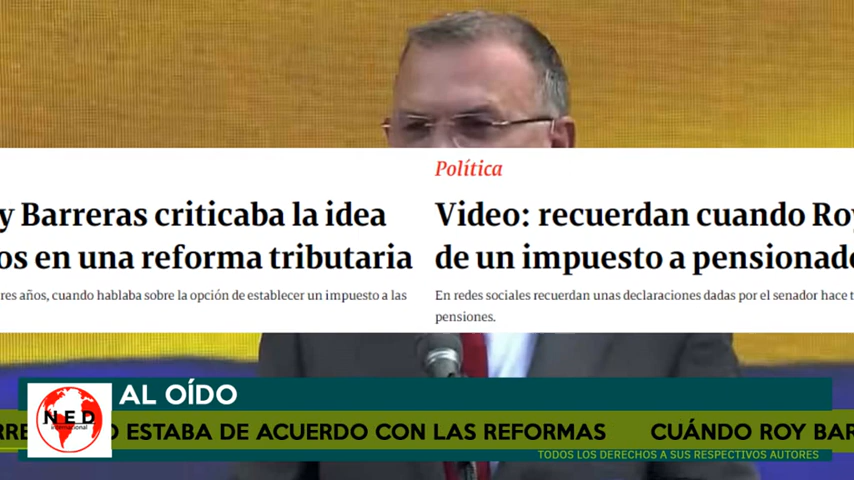 Política
y Barreras criticaba la idea
os en una reforma tributaria
res años, cuando hablaba sobre la opción de establecer un impuesto a las
Video: recuerdan cuando Roy
de un impuesto a pensionado
En redes sociales recuerdan unas declaraciones dadas por el senador hace t
pensiones.
AL OÍDO
NED
international
RRE O ESTABA DE ACUERDO CON LAS REFORMAS CUÁNDO ROY BAR
TODOS LOS DERECHOS A SUS RESPECTIVOS AUTORES